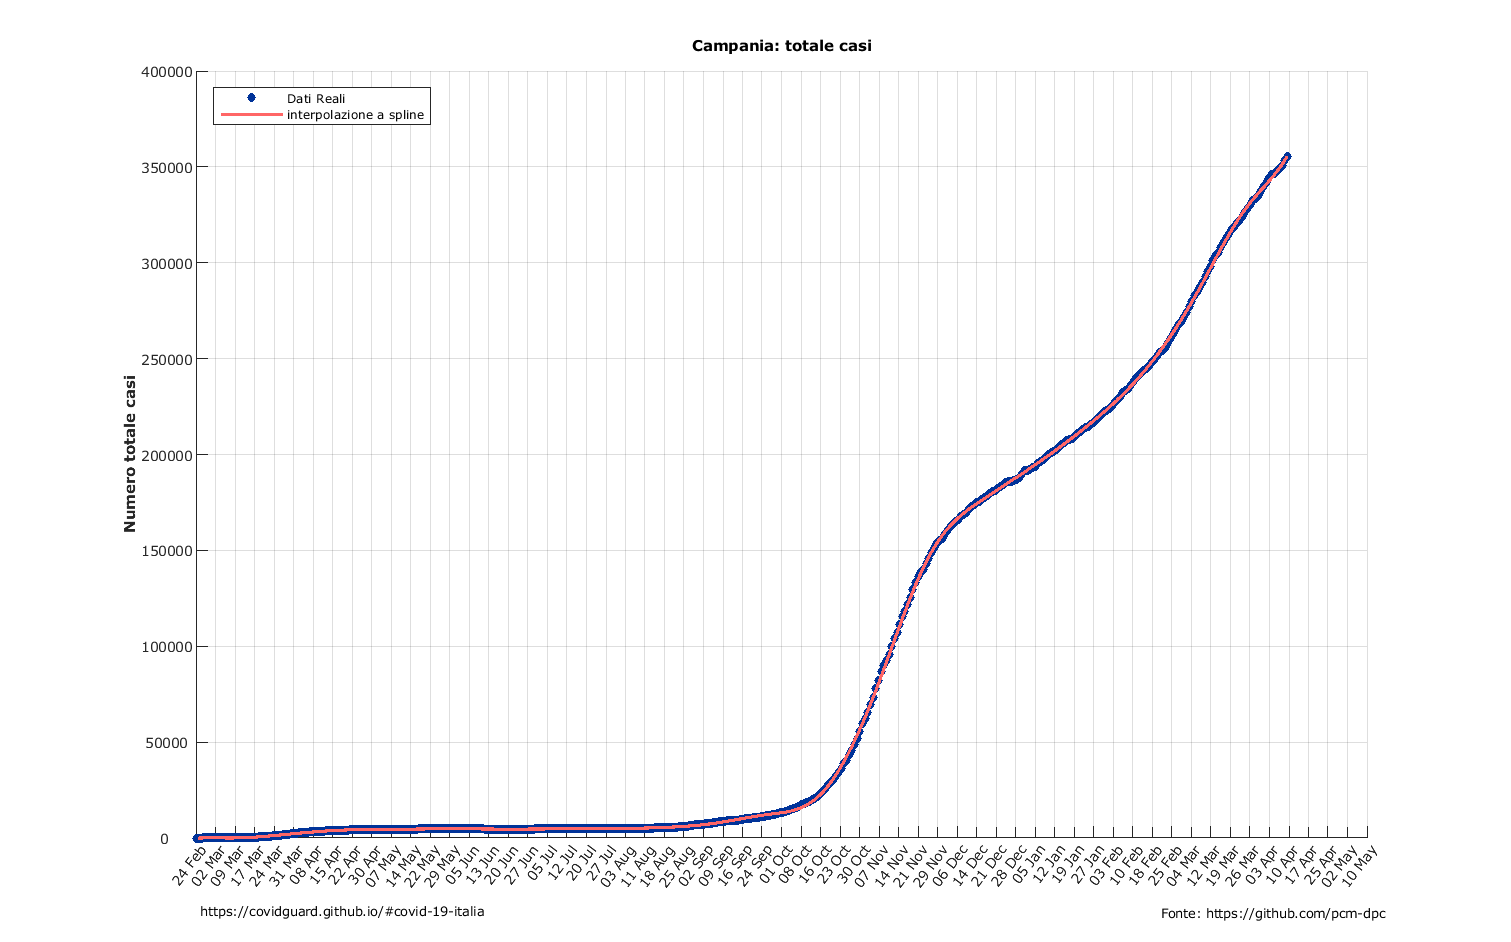 Campania: totale casi
Dati Reali
interpolazione a spline
Numero totale casi
400000
350000
300000
250000
200000
150000
100000
50000
0
24 Feb
02 Mar
09 Mar
17 Mar
24 Mar
31 Mar
08 Apr
15 Apr
22 Apr
30 Apr
07 May
14 May
22 May
29 May
05 Jun
13 Jun
20 Jun
27 Jun
05 Jul
12 Jul
20 Jul
27 Jul
03 Aug
11 Aug
18 Aug
25 Aug
02 Sep
09 Sep
16 Sep
24 Sep
01 Oct
08 Oct
16 Oct
23 Oct
30 Oct
07 Nov
14 Nov
21 Nov
29 Nov
06 Dec
14 Dec
21 Dec
28 Dec
05 Jan
12 Jan
19 Jan
27 Jan
03 Feb
10 Feb
18 Feb
25 Feb
04 Mar
12 Mar
19 Mar
26 Mar
03 Apr
10 Apr
17 Apr
25 Apr
02 May
10 May
https://covidguard.github.io/#covid-19-italia
Fonte: https://github.com/pcm-dpc